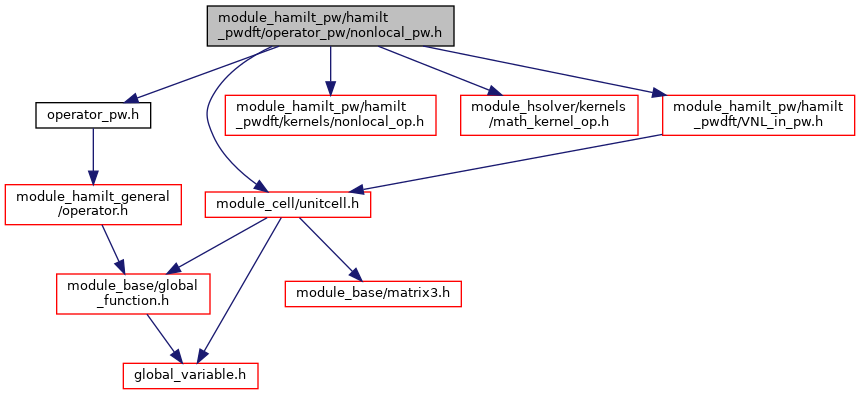 module_hamilt_pw/hamilt
_pwdft/operator_pw/nonlocal_pw.h
operator_pw.h
module_hamilt_pw/hamilt
_pwdft/kernels/nonlocal_op.h
module_hsolver/kernels
/math_kernel_op.h
module_hamilt_pw/hamilt
_pwdft/VNL_in_pw.h
module_hamilt_general
/operator.h
module_cell/unitcell.h
module_base/global
_function.h
module_base/matrix3.h
global_variable.h